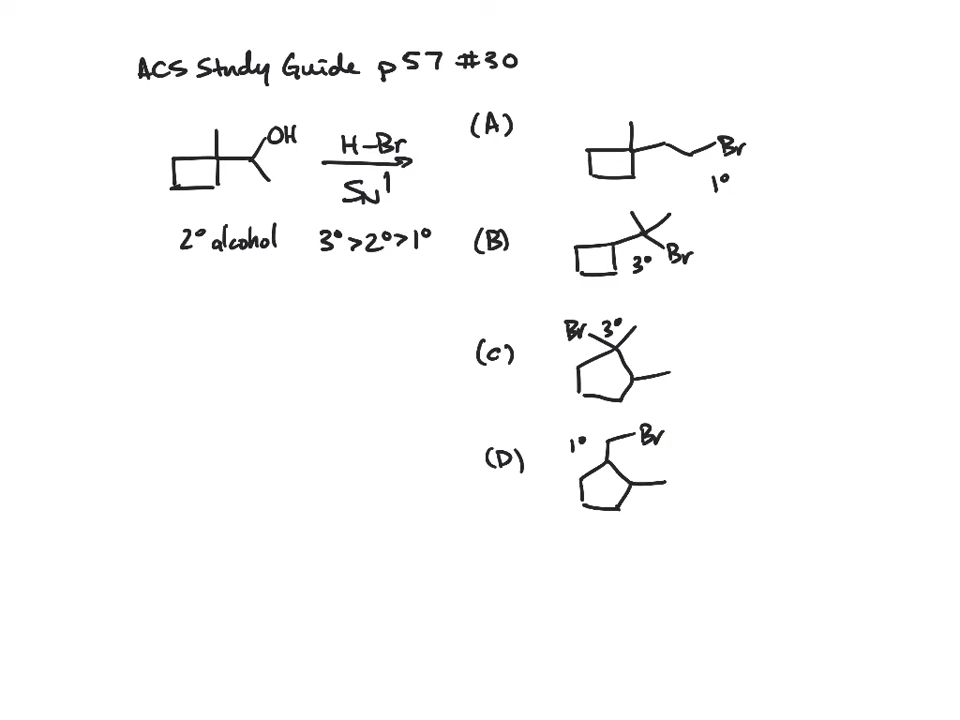 ACS Study Guide p57 #30
OH
H-Br
SN1
2° alcohol 3° > 2° > 1°
(A)
Br
1°
(B)
3° Br
(C)
Br 3°
(D)
1° Br